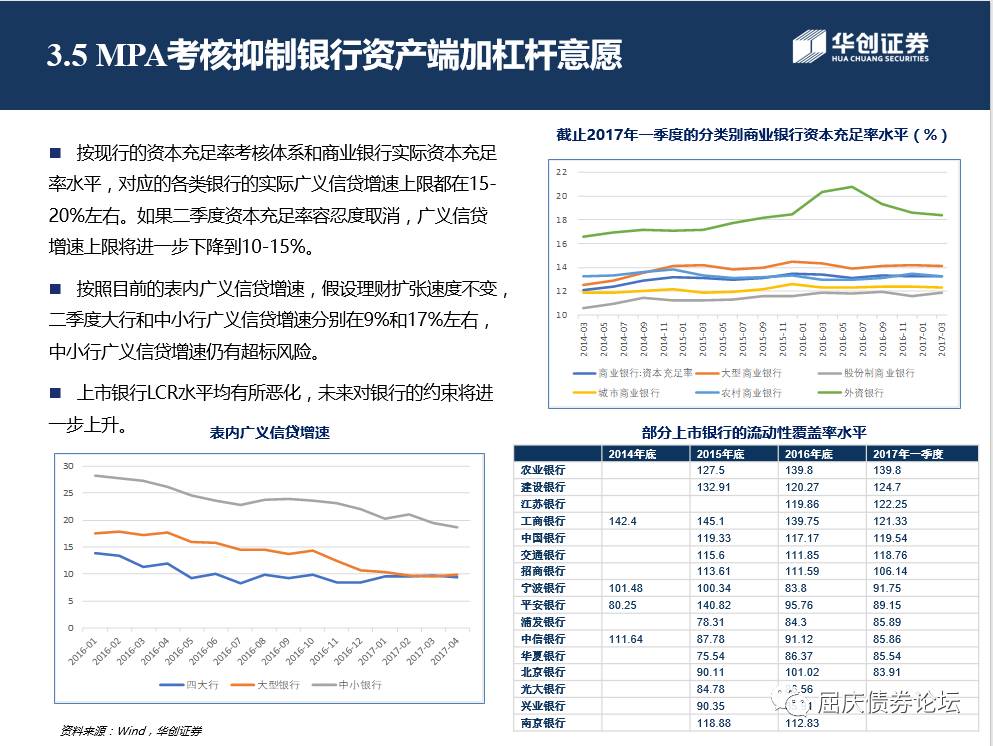 3.5 MPA考核抑制银行资产端加杠杆意愿
华创证券
HUA CHUANG SECURITIES
■ 按现行的资本充足率考核体系和商业银行实际资本充足
率水平，对应的各类银行的实际广义信贷增速上限都在15-
20%左右。如果二季度资本充足率容忍度取消，广义信贷
增速上限将进一步下降到10-15%。
■ 按照目前的表内广义信贷增速，假设理财扩张速度不变，
二季度大行和中小行广义信贷增速分别在9%和17%左右，
中小行广义信贷增速仍有超标风险。
■ 上市银行LCR水平均有所恶化，未来对银行的约束将进
一步上升。
表内广义信贷增速
30
25
20
15
10
5
0
2016-01 2016-02 2016-03 2016-04 2016-05 2016-06 2016-07 2016-08 2016-09 2016-10 2016-11 2016-12 2017-01 2017-02 2017-03 2017-04
四大行 大型银行 中小银行
资料来源：Wind，华创证券
截止2017年一季度的分类别商业银行资本充足率水平（%）
22
20
18
16
14
12
10
2014-03 2014-05 2014-07 2014-09 2014-11 2015-01 2015-03 2015-05 2015-07 2015-09 2015-11 2016-01 2016-03 2016-05 2016-07 2016-09 2016-11 2017-01 2017-03
商业银行:资本充足率 大型商业银行 股份制商业银行
城市商业银行 农村商业银行 外资银行
部分上市银行的流动性覆盖率水平
2014年底 2015年底 2016年底 2017年一季度
农业银行 127.5 139.8 139.8
建设银行 132.91 120.27 124.7
江苏银行 119.86 122.25
工商银行 142.4 145.1 139.75 121.33
中国银行 119.33 117.17 119.54
交通银行 115.6 111.85 118.76
招商银行 113.61 111.59 106.14
宁波银行 101.48 100.34 83.8 91.75
平安银行 80.25 140.82 95.76 89.15
浦发银行 78.31 84.3 85.89
中信银行 111.64 87.78 91.12 85.86
华夏银行 75.54 86.37 85.54
北京银行 90.11 101.02 83.91
光大银行 84.78
兴业银行 90.35
南京银行 118.88 112.83
屈庆债券论坛